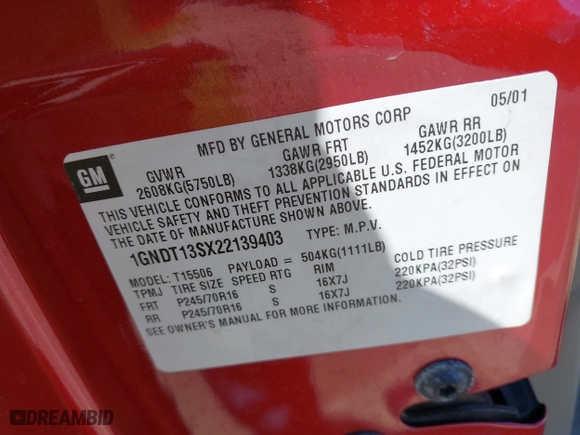 MFD BY GENERAL MOTORS CORP 05/01
GM
GVWR GAWR FRT GAWR RR
2608KG(5750LB) 1338KG(2950LB) 1452KG(3200LB)
THIS VEHICLE CONFORMS TO ALL APPLICABLE U.S. FEDERAL MOTOR
VEHICLE SAFETY AND THEFT PREVENTION STANDARDS IN EFFECT ON
THE DATE OF MANUFACTURE SHOWN ABOVE.
1GNDT13SX22139403 TYPE: M.P.V.
MODEL: T15506 PAYLOAD = 504KG(1111LB)
TPMJ TIRE SIZE SPEED RTG RIM COLD TIRE PRESSURE
FRT P245/70R16 S 16X7J 220KPA(32PSI)
RR P245/70R16 S 16X7J 220KPA(32PSI)
SEE OWNER'S MANUAL FOR MORE INFORMATION.
DREAMBID